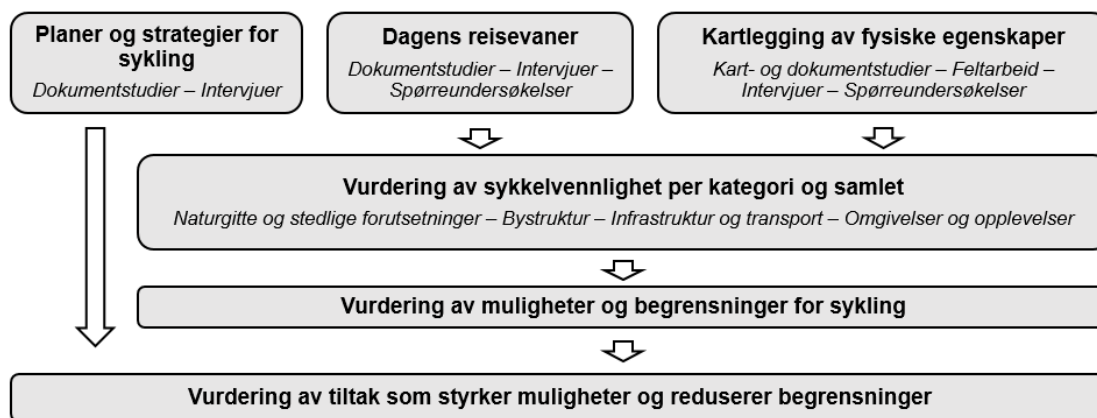 Planer og strategier for
sykling
Dokumentstudier – Intervjuer
Dagens reisevaner
Dokumentstudier – Intervjuer –
Spørreundersøkelser
Kartlegging av fysiske egenskaper
Kart- og dokumentstudier – Feltarbeid –
Intervjuer – Spørreundersøkelser
Vurdering av sykkelvennlighet per kategori og samlet
Naturgitte og stedlige forutsetninger – Bystruktur – Infrastruktur og transport – Omgivelser og opplevelser
Vurdering av muligheter og begrensninger for sykling
Vurdering av tiltak som styrker muligheter og reduserer begrensninger